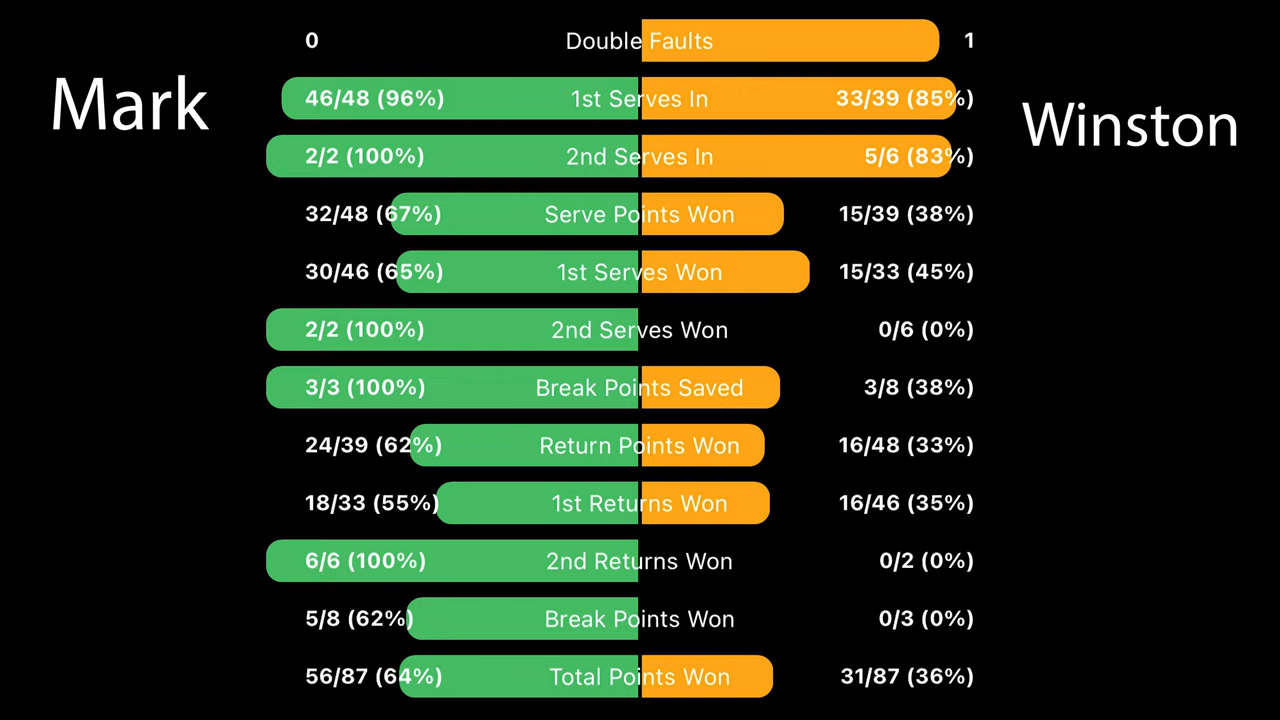 0 Double Faults 1
Mark
46/48 (96%) 1st Serves In 33/39 (85%)
Winston
2/2 (100%) 2nd Serves In 5/6 (83%)
32/48 (67%) Serve Points Won 15/39 (38%)
30/46 (65%) 1st Serves Won 15/33 (45%)
2/2 (100%) 2nd Serves Won 0/6 (0%)
3/3 (100%) Break Points Saved 3/8 (38%)
24/39 (62%) Return Points Won 16/48 (33%)
18/33 (55%) 1st Returns Won 16/46 (35%)
6/6 (100%) 2nd Returns Won 0/2 (0%)
5/8 (62%) Break Points Won 0/3 (0%)
56/87 (64%) Total Points Won 31/87 (36%)